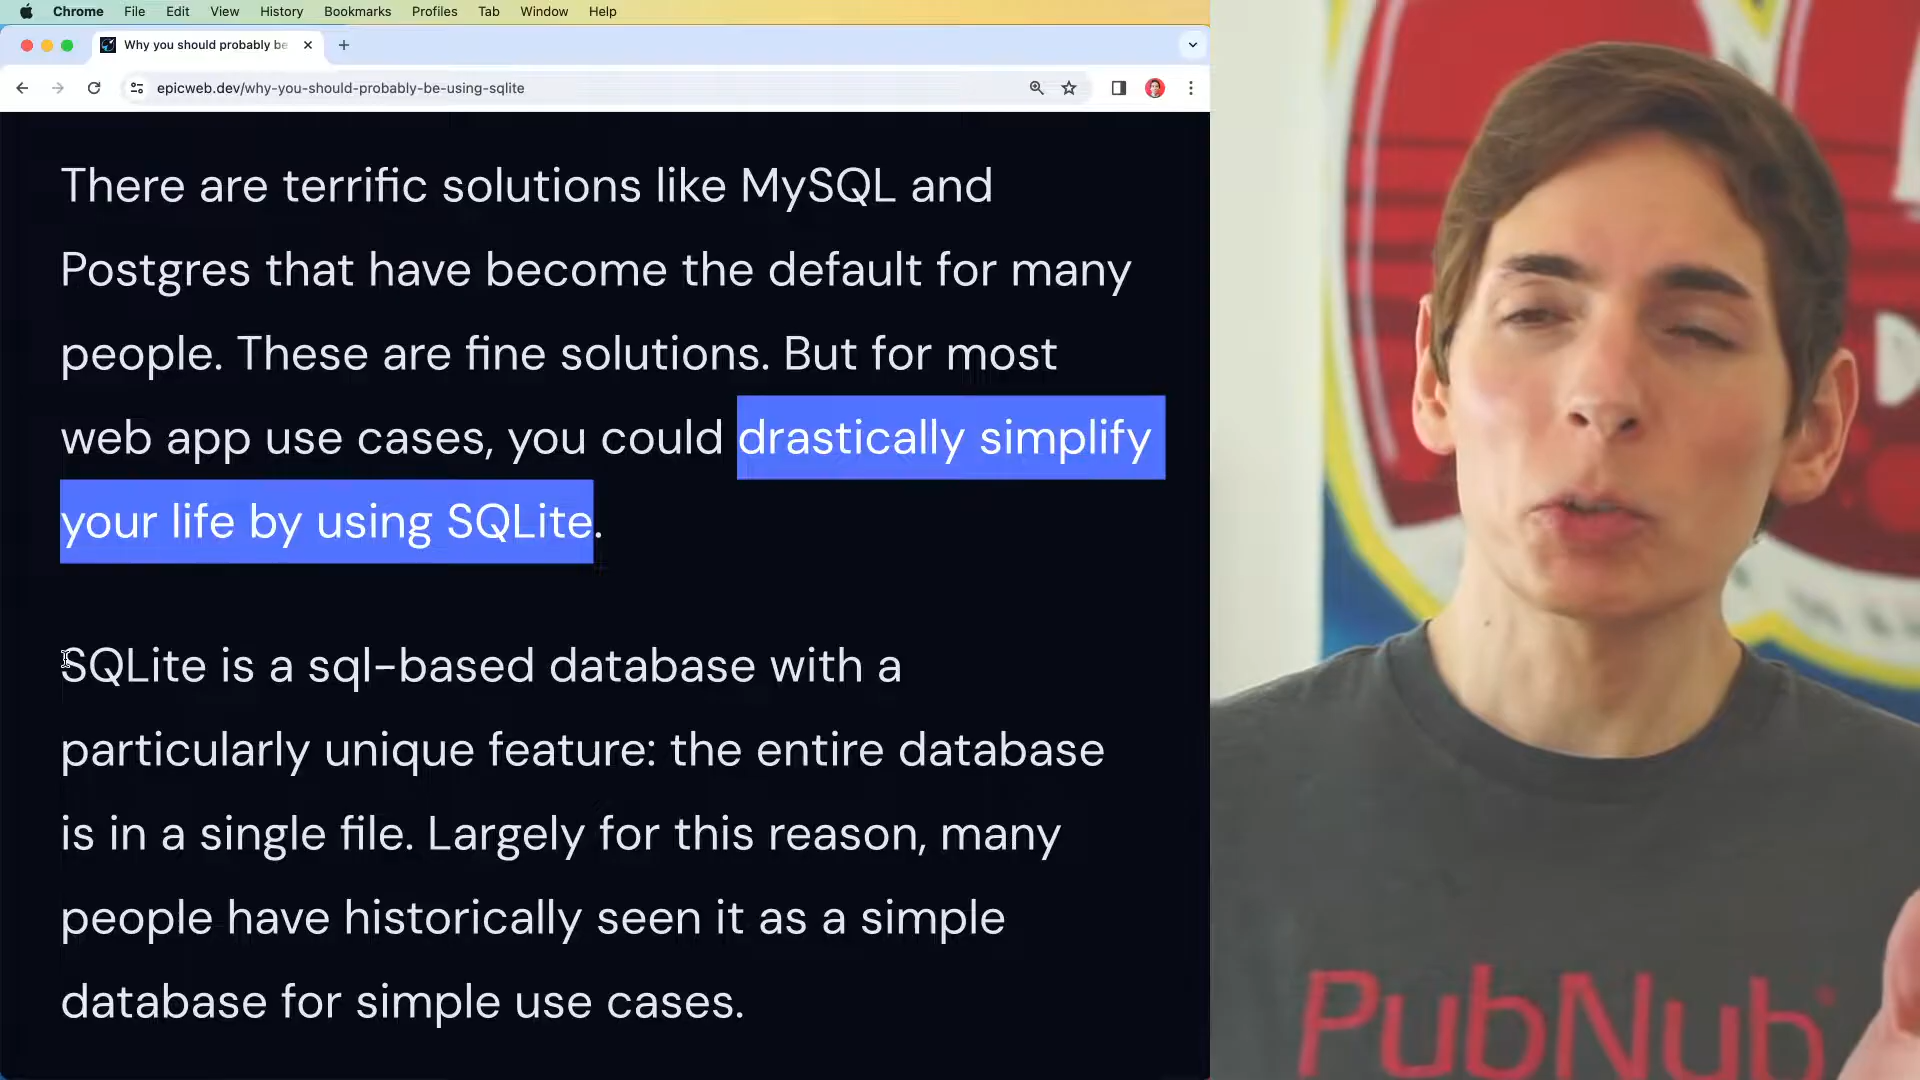 Chrome File Edit View History Bookmarks Profiles Tab Window Help
Why you should probably be
epicweb.dev/why-you-should-probably-be-using-sqlite
There are terrific solutions like MySQL and
Postgres that have become the default for many
people. These are fine solutions. But for most
web app use cases, you could drastically simplify
your life by using SQLite.
SQLite is a sql-based database with a
particularly unique feature: the entire database
is in a single file. Largely for this reason, many
people have historically seen it as a simple
database for simple use cases.
PubNub